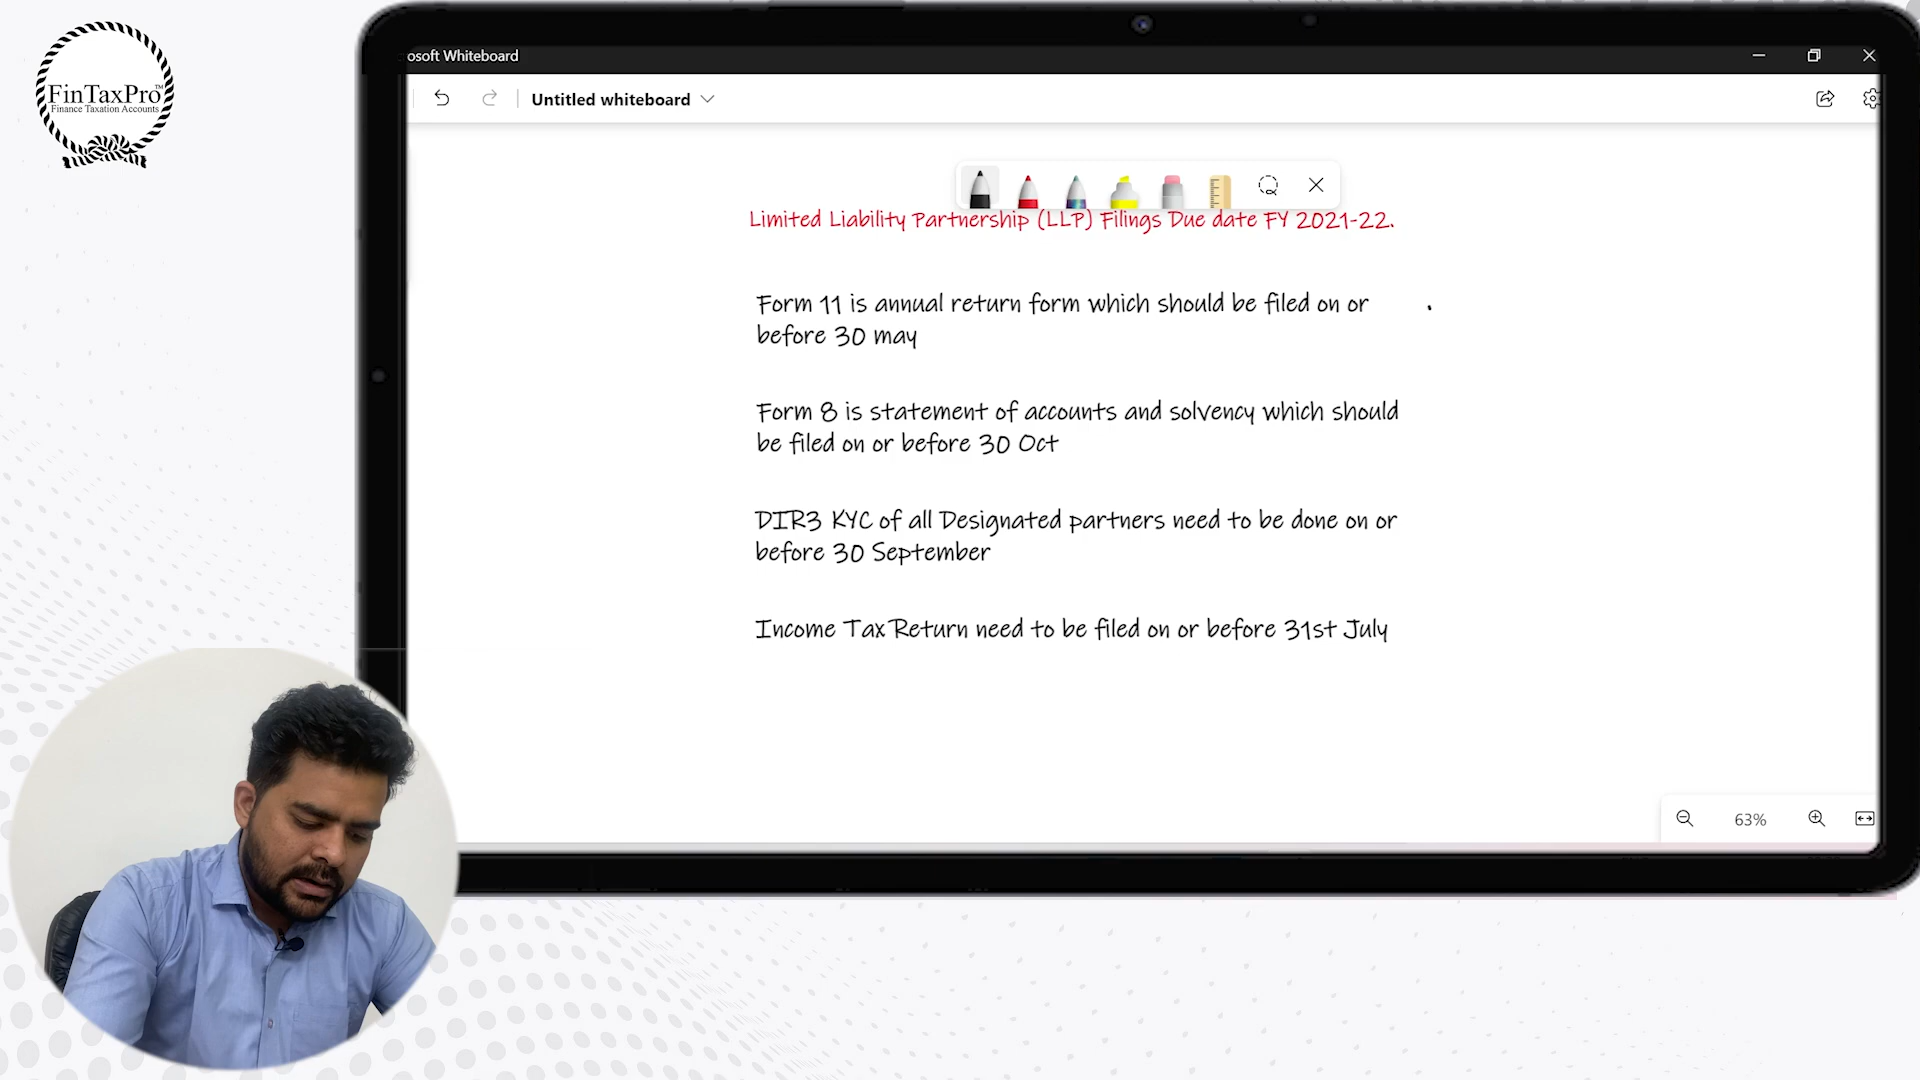 FinTaxPro™
Finance Taxation Accounts
osoft Whiteboard
Untitled whiteboard
Limited Liability Partnership (LLP) Filings Due date FY 2021-22.
Form 11 is annual return form which should be filed on or
before 30 may
Form 8 is statement of accounts and solvency which should
be filed on or before 30 Oct
DIR3 KYC of all Designated partners need to be done on or
before 30 September
Income Tax Return need to be filed on or before 31st July
63%